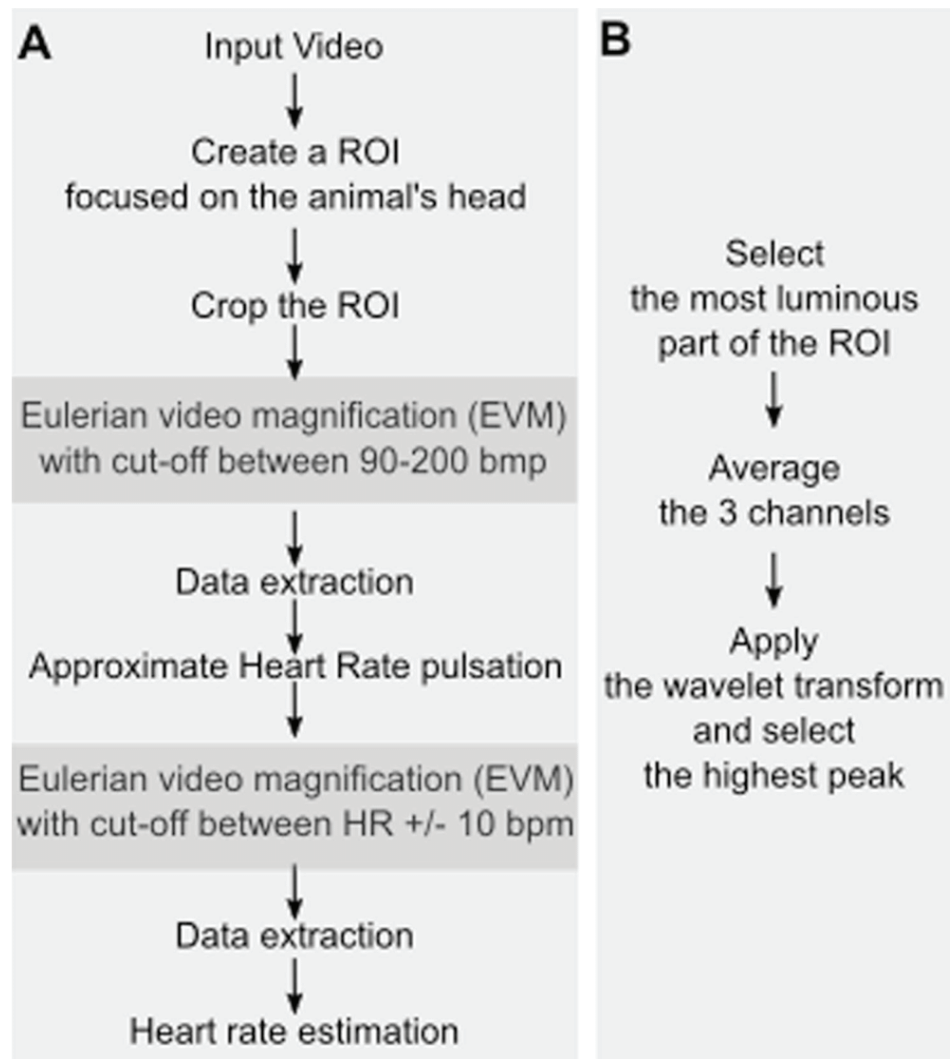 A
Input Video
Create a ROI
focused on the animal's head
Crop the ROI
Eulerian video magnification (EVM)
with cut-off between 90-200 bmp
Data extraction
Approximate Heart Rate pulsation
Eulerian video magnification (EVM)
with cut-off between HR +/- 10 bpm
Data extraction
Heart rate estimation
B
Select
the most luminous
part of the ROI
Average
the 3 channels
Apply
the wavelet transform
and select
the highest peak